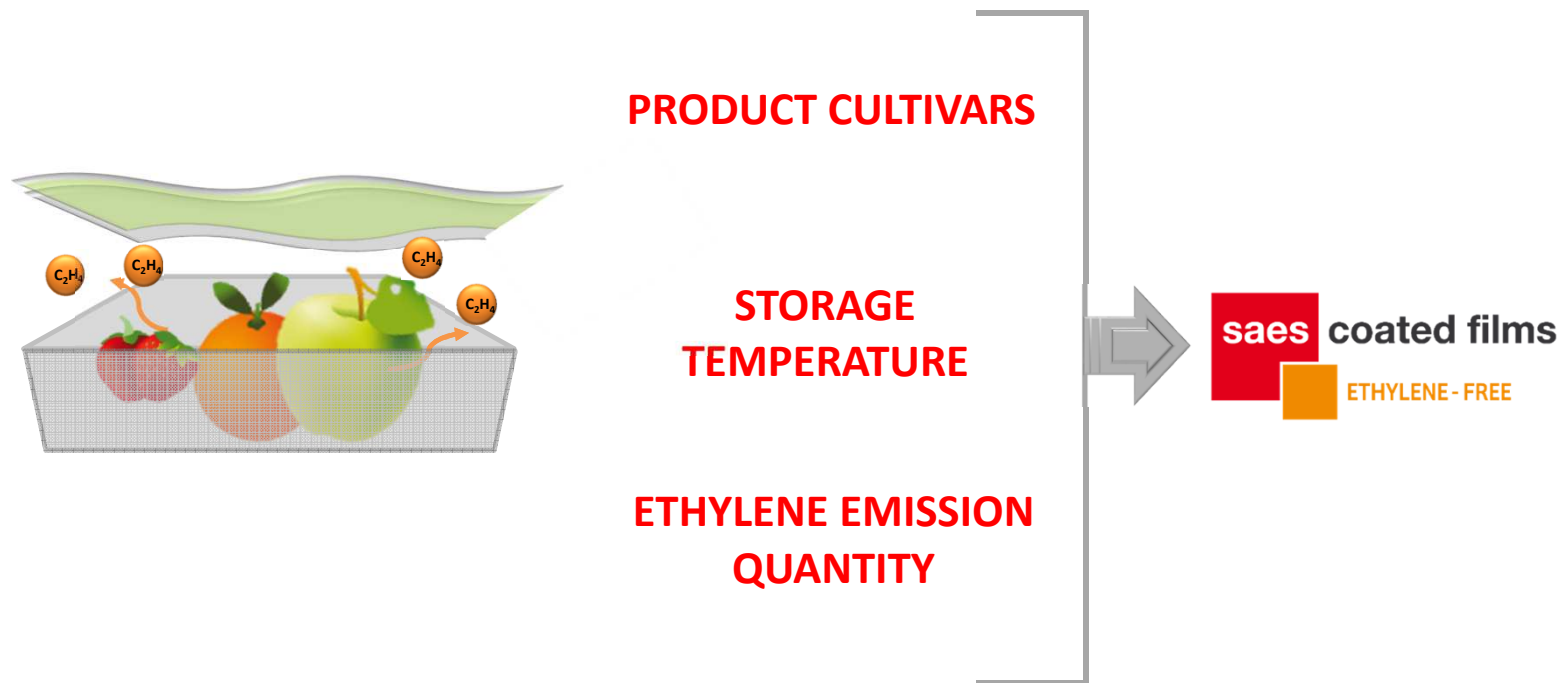 PRODUCT CULTIVARS
C₂H₄
C₂H₄
C₂H₄
C₂H₄
STORAGE
TEMPERATURE
saes coated films
ETHYLENE - FREE
ETHYLENE EMISSION
QUANTITY